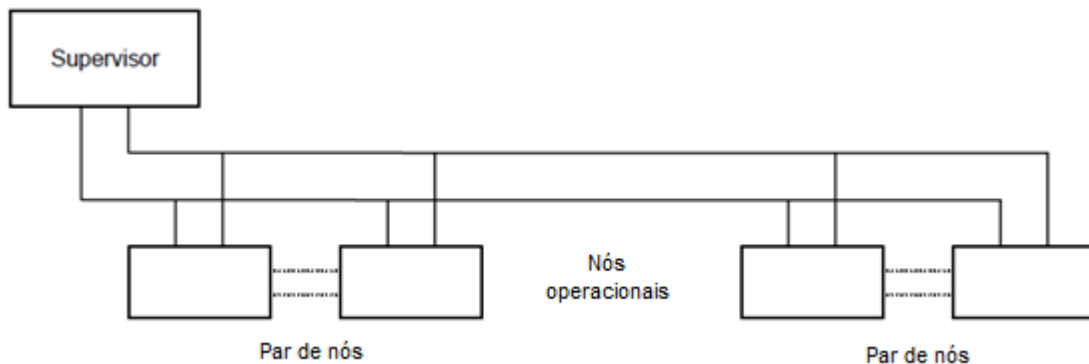 Supervisor
Nós
operacionais
Par de nós
Par de nós